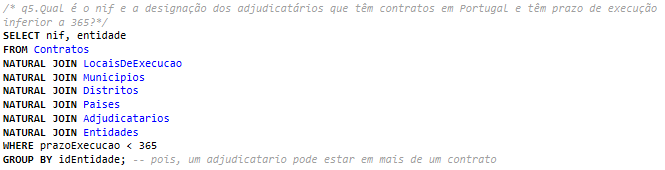 /* q5.Qual é o nif e a designação dos adjudicatários que têm contratos em Portugal e têm prazo de execução
inferior a 365?*/
SELECT nif, entidade
FROM Contratos
NATURAL JOIN LocaisDeExecucao
NATURAL JOIN Municipios
NATURAL JOIN Distritos
NATURAL JOIN Paises
NATURAL JOIN Adjudicatarios
NATURAL JOIN Entidades
WHERE prazoExecucao < 365
GROUP BY idEntidade; -- pois, um adjudicatario pode estar em mais de um contrato